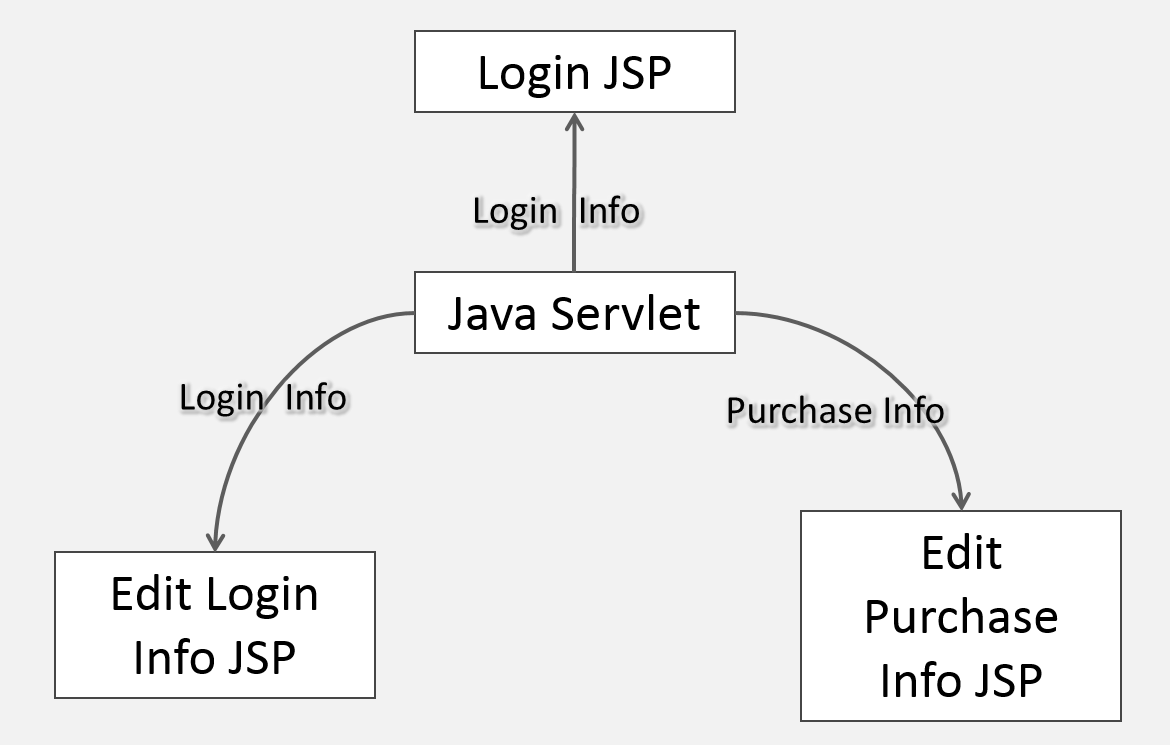 Login JSP
Login Info
Java Servlet
Login Info
Purchase Info
Edit Login
Info JSP
Edit
Purchase
Info JSP